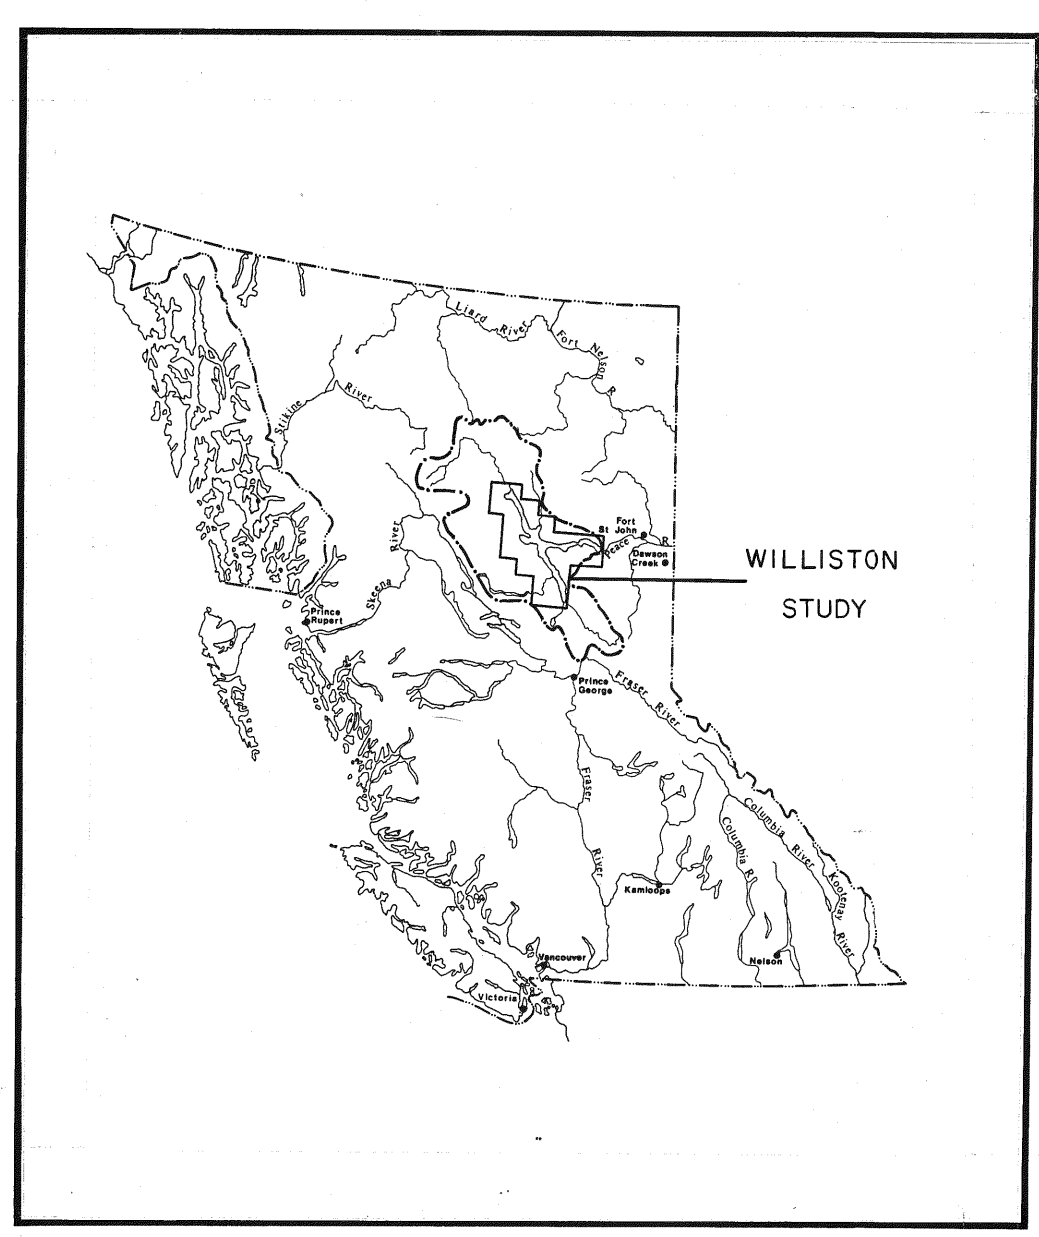 Liard River
Fort Nelson R
Stikine River
Fort
St John
Peace R
Dawson
Creek
WILLISTON
STUDY
Skeena River
Prince
Rupert
Prince
George
Fraser River
Fraser River
Columbia River
Columbia R
Kootenay River
Kamloops
Nelson
Vancouver
Victoria